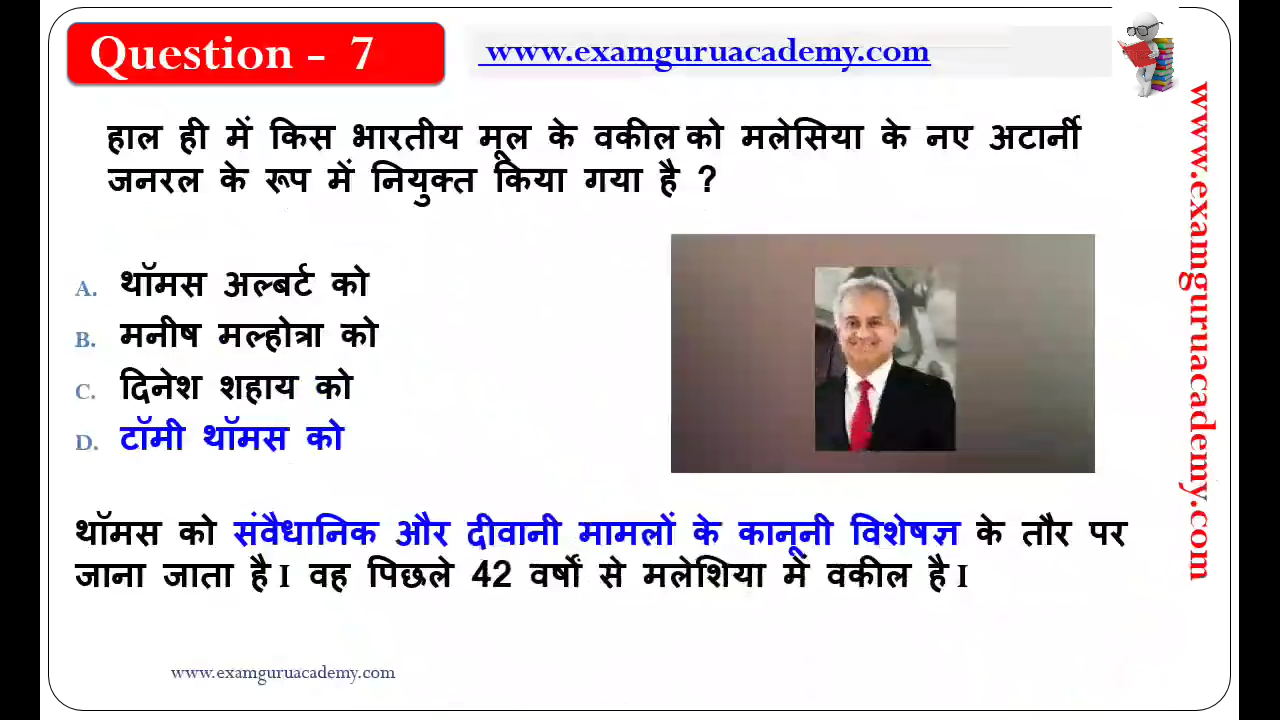 Question - 7
www.examguruacademy.com
हाल ही में किस भारतीय मूल के वकील को मलेसिया के नए अटार्नी
जनरल के रूप में नियुक्त किया गया है ?
A. थॉमस अल्बर्ट को
B. मनीष मल्होत्रा को
C. दिनेश शहाय को
D. टॉमी थॉमस को
थॉमस को संवैधानिक और दीवानी मामलों के कानूनी विशेषज्ञ के तौर पर
जाना जाता है I वह पिछले 42 वर्षों से मलेशिया में वकील है I
www.examguruacademy.com
www.examguruacademy.com